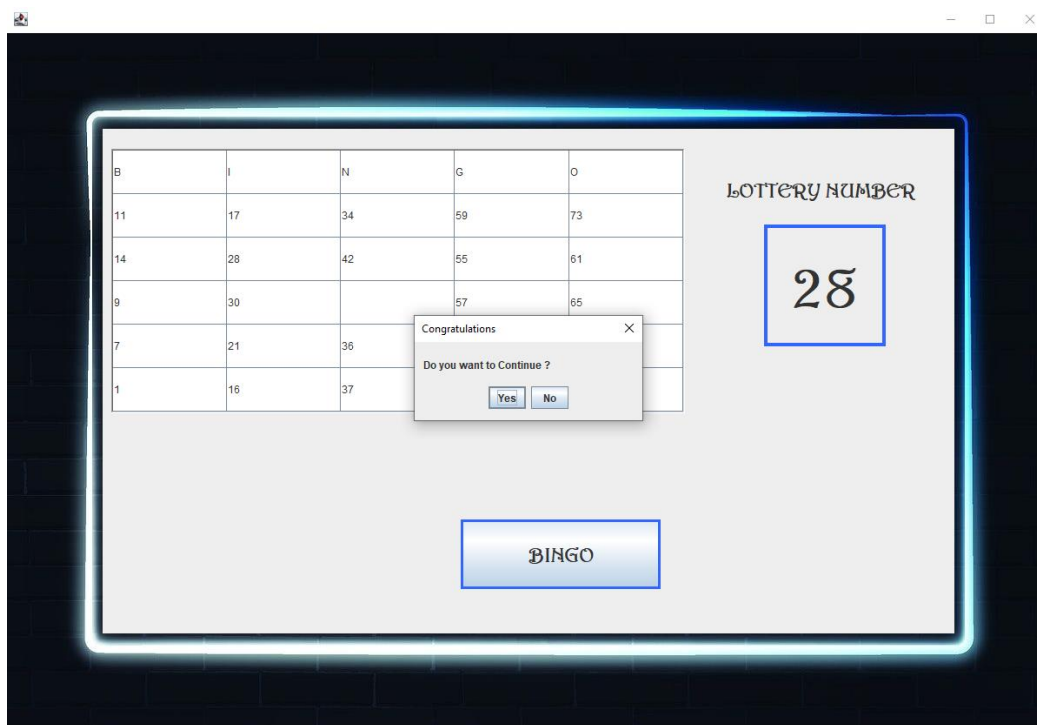 B I N G O
LOTTERY NUMBER
11 17 34 59 73
14 28 42 55 61
28
9 30 57 65
Congratulations
7 21 36
Do you want to Continue ?
1 16 37
Yes No
BINGO